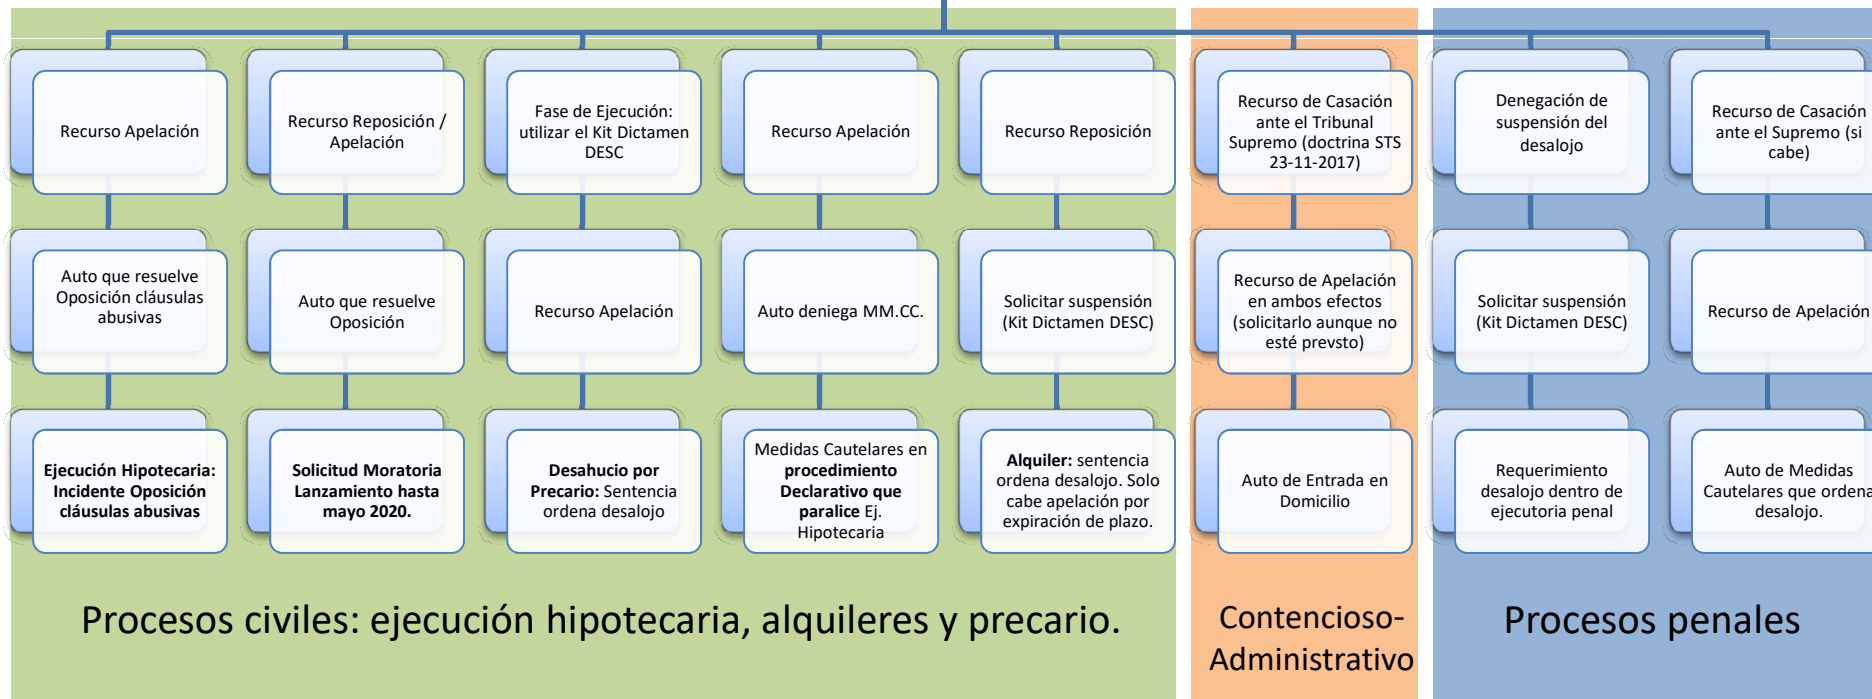 Recurso Apelación
Recurso Reposición /
Apelación
Fase de Ejecución:
utilizar el Kit Dictamen
DESC
Recurso Apelación
Recurso Reposición
Recurso de Casación
ante el Tribunal
Supremo (doctrina STS
23-11-2017)
Denegación de
suspensión del
desalojo
Recurso de Casación
ante el Supremo (si
cabe)
Auto que resuelve
Oposición cláusulas
abusivas
Auto que resuelve
Oposición
Recurso Apelación
Auto deniega MM.CC.
Solicitar suspensión
(Kit Dictamen DESC)
Recurso de Apelación
en ambos efectos
(solicitarlo aunque no
esté prevsto)
Solicitar suspensión
(Kit Dictamen DESC)
Recurso de Apelación
Ejecución Hipotecaria:
Incidente Oposición
cláusulas abusivas
Solicitud Moratoria
Lanzamiento hasta
mayo 2020.
Desahucio por
Precario: Sentencia
ordena desalojo
Medidas Cautelares en
procedimiento
Declarativo que
paralice Ej.
Hipotecaria
Alquiler: sentencia
ordena desalojo. Solo
cabe apelación por
expiración de plazo.
Auto de Entrada en
Domicilio
Requerimiento
desalojo dentro de
ejecutoria penal
Auto de Medidas
Cautelares que ordena
desalojo.
Procesos civiles: ejecución hipotecaria, alquileres y precario.
Contencioso-
Administrativo
Procesos penales